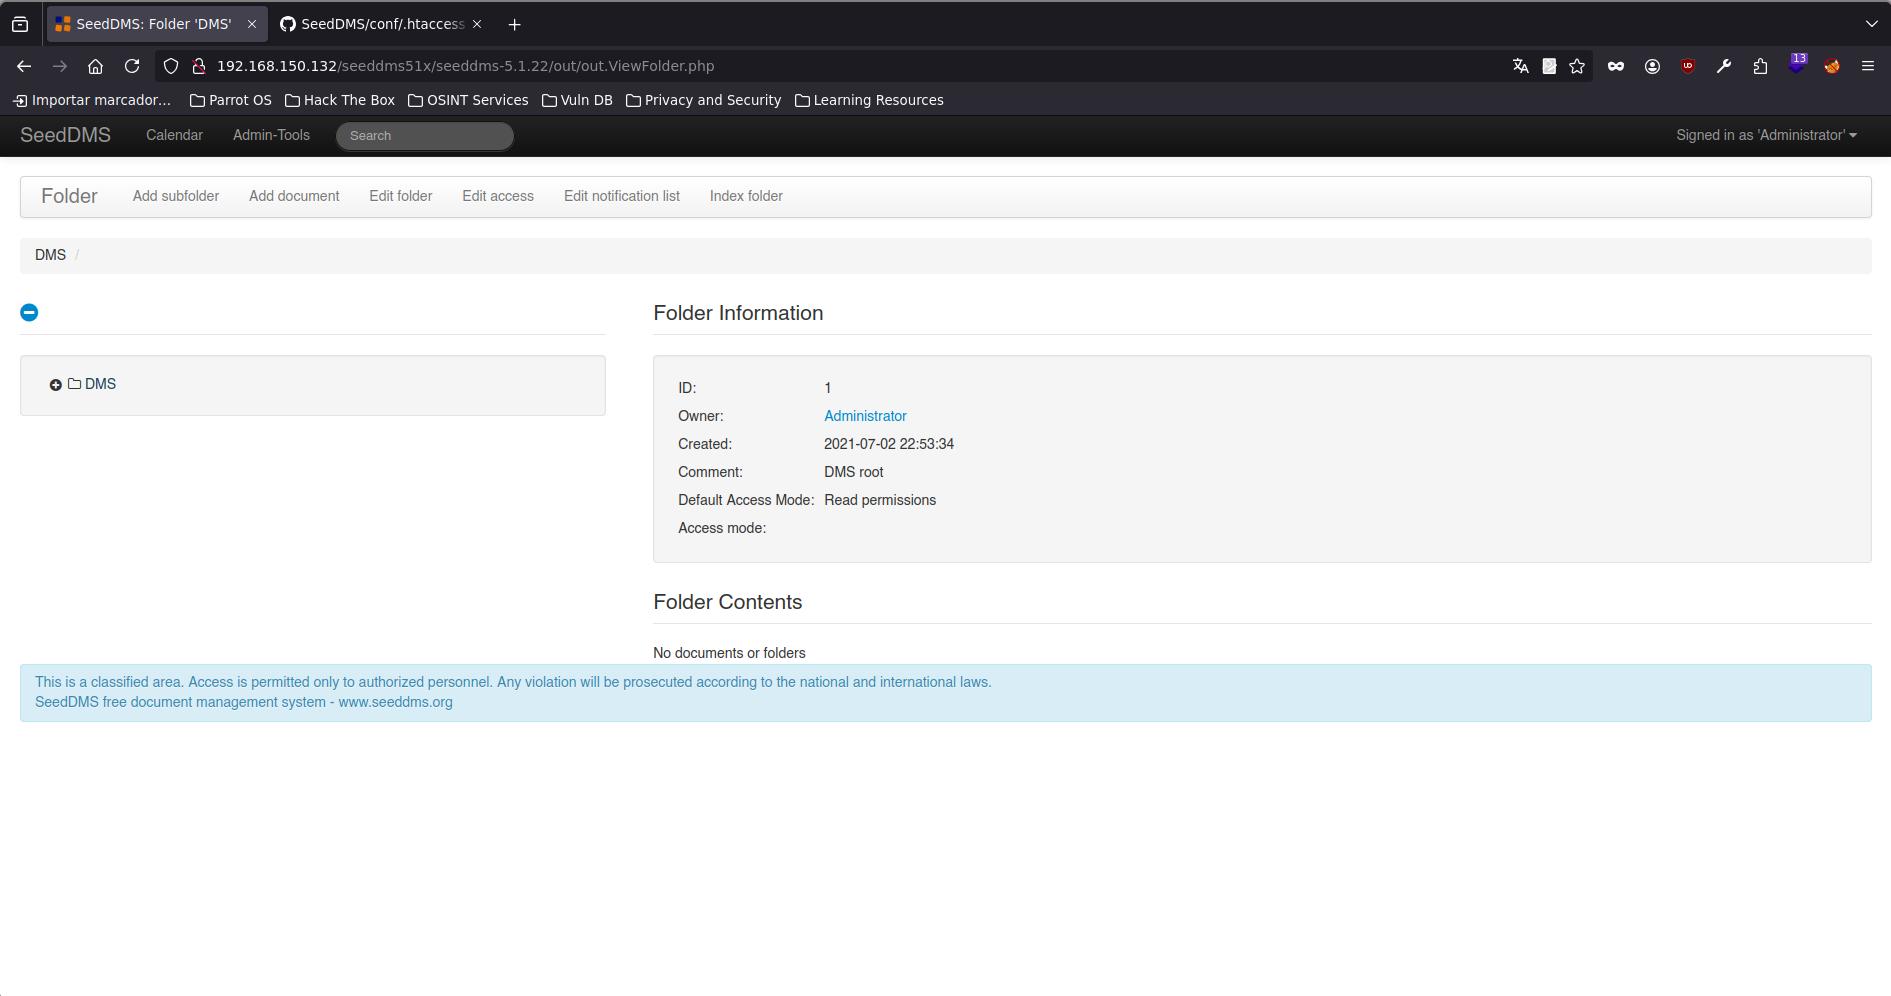 SeedDMS: Folder 'DMS'
SeedDMS/conf/.htaccess
192.168.150.132/seeddms51x/seeddms-5.1.22/out/out.ViewFolder.php
13
Importar marcador... Parrot OS Hack The Box OSINT Services Vuln DB Privacy and Security Learning Resources
SeedDMS Calendar Admin-Tools Search Signed in as 'Administrator'
Folder Add subfolder Add document Edit folder Edit access Edit notification list Index folder
DMS /
DMS
Folder Information
ID: 1
Owner: Administrator
Created: 2021-07-02 22:53:34
Comment: DMS root
Default Access Mode: Read permissions
Access mode:
Folder Contents
No documents or folders
This is a classified area. Access is permitted only to authorized personnel. Any violation will be prosecuted according to the national and international laws.
SeedDMS free document management system - www.seeddms.org